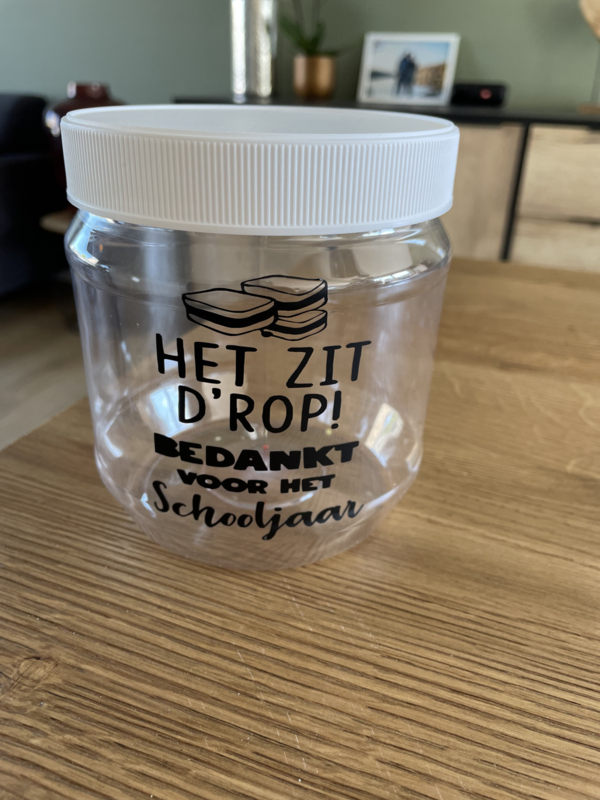 HET ZIT
D'ROP!
BEDANKT
VOOR HET
Schooljaar